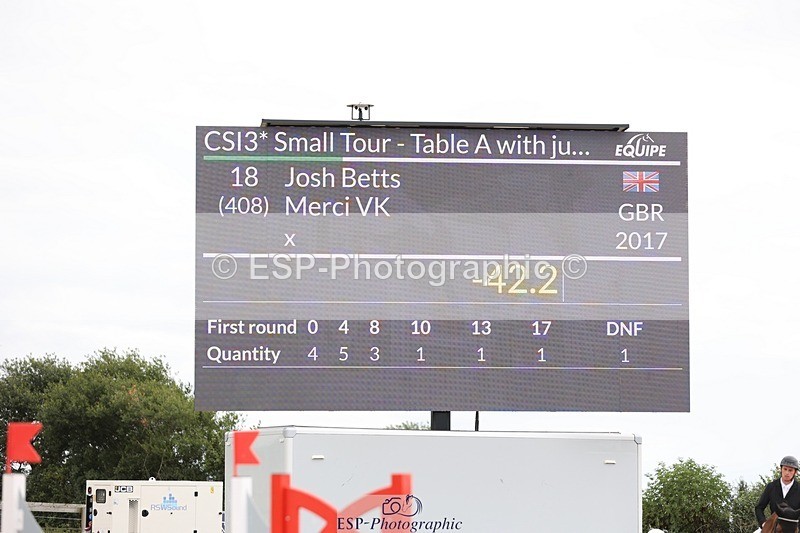 CSI3* Small Tour - Table A with ju... EQUIPE
18 Josh Betts
(408) Merci VK GBR
x 2017
© ESP-Photographic ©
-42.2
First round 0 4 8 10 13 17 DNF
Quantity 4 5 3 1 1 1 1
JCB
RSWSound
ESP-Photographic